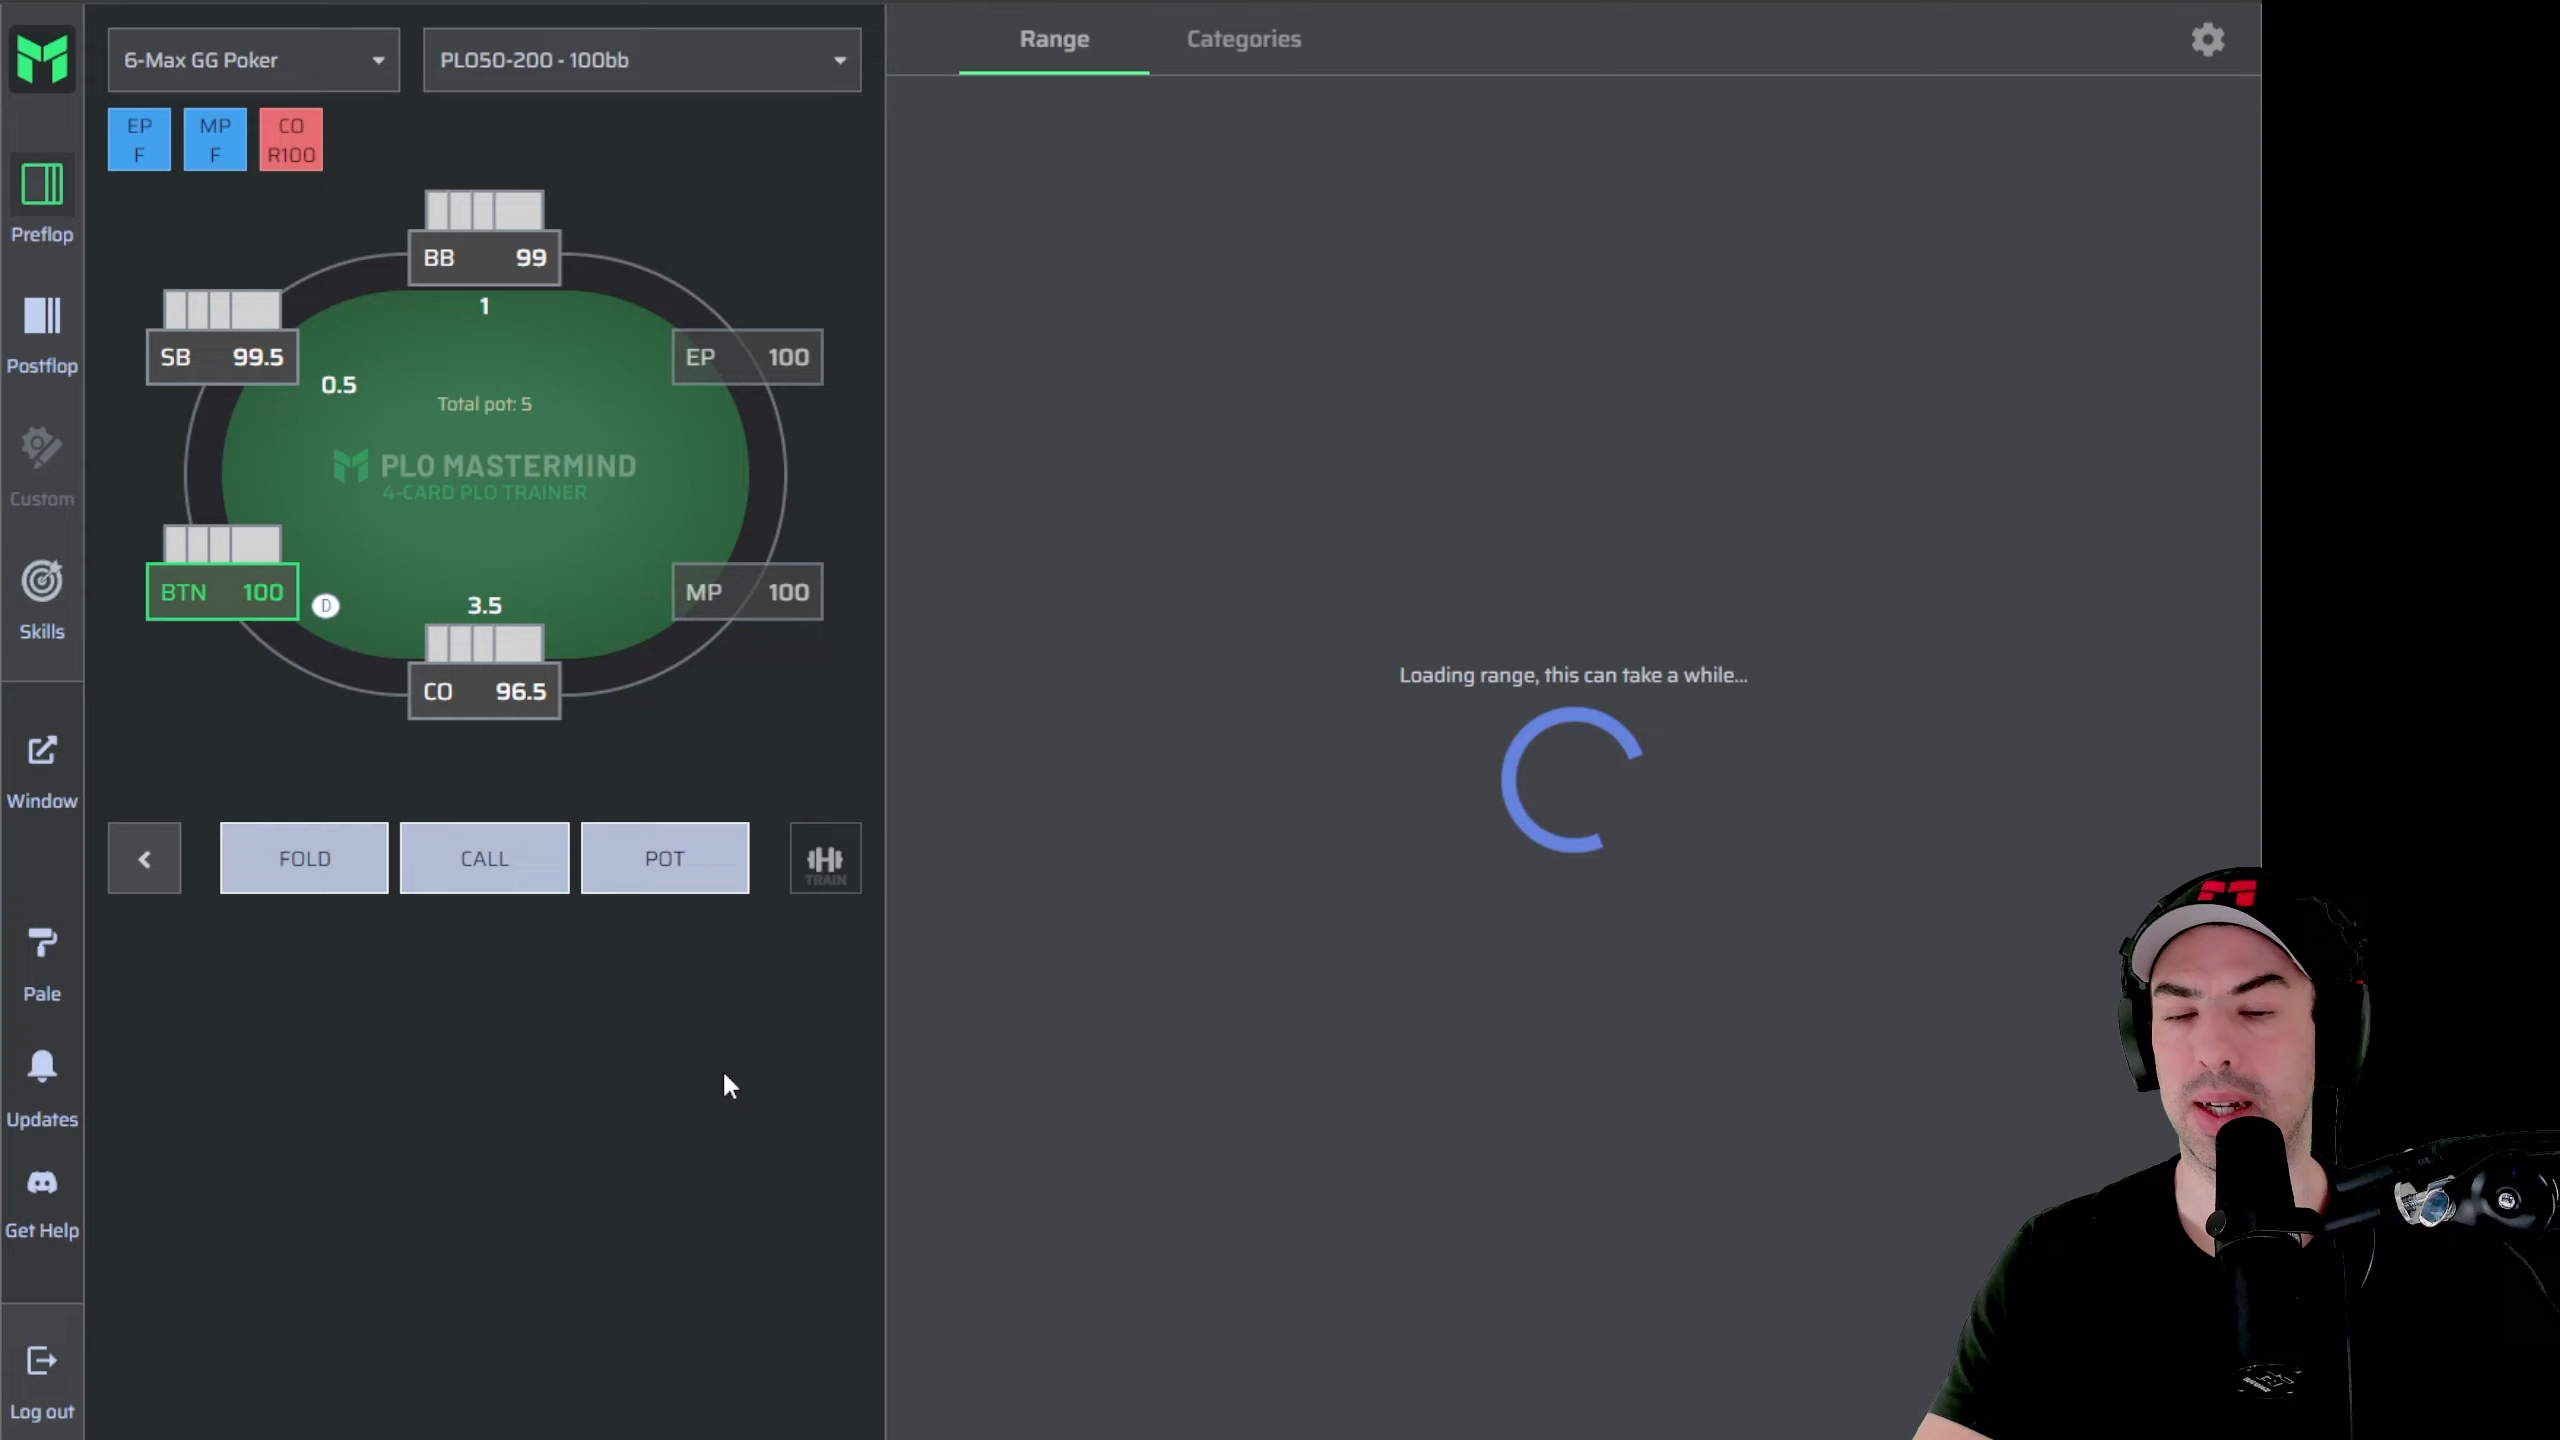 6-Max GG Poker
PLO50-200 - 100bb
Range
Categories
EP
F
MP
F
CO
R100
Preflop
Postflop
Custom
Skills
Window
Pale
Updates
Get Help
Log out
BB 99
1
SB 99.5
0.5
EP 100
Total pot: 5
PLO MASTERMIND
4-CARD PLO TRAINER
BTN 100
D
MP 100
3.5
CO 96.5
FOLD
CALL
POT
TRAIN
Loading range, this can take a while...